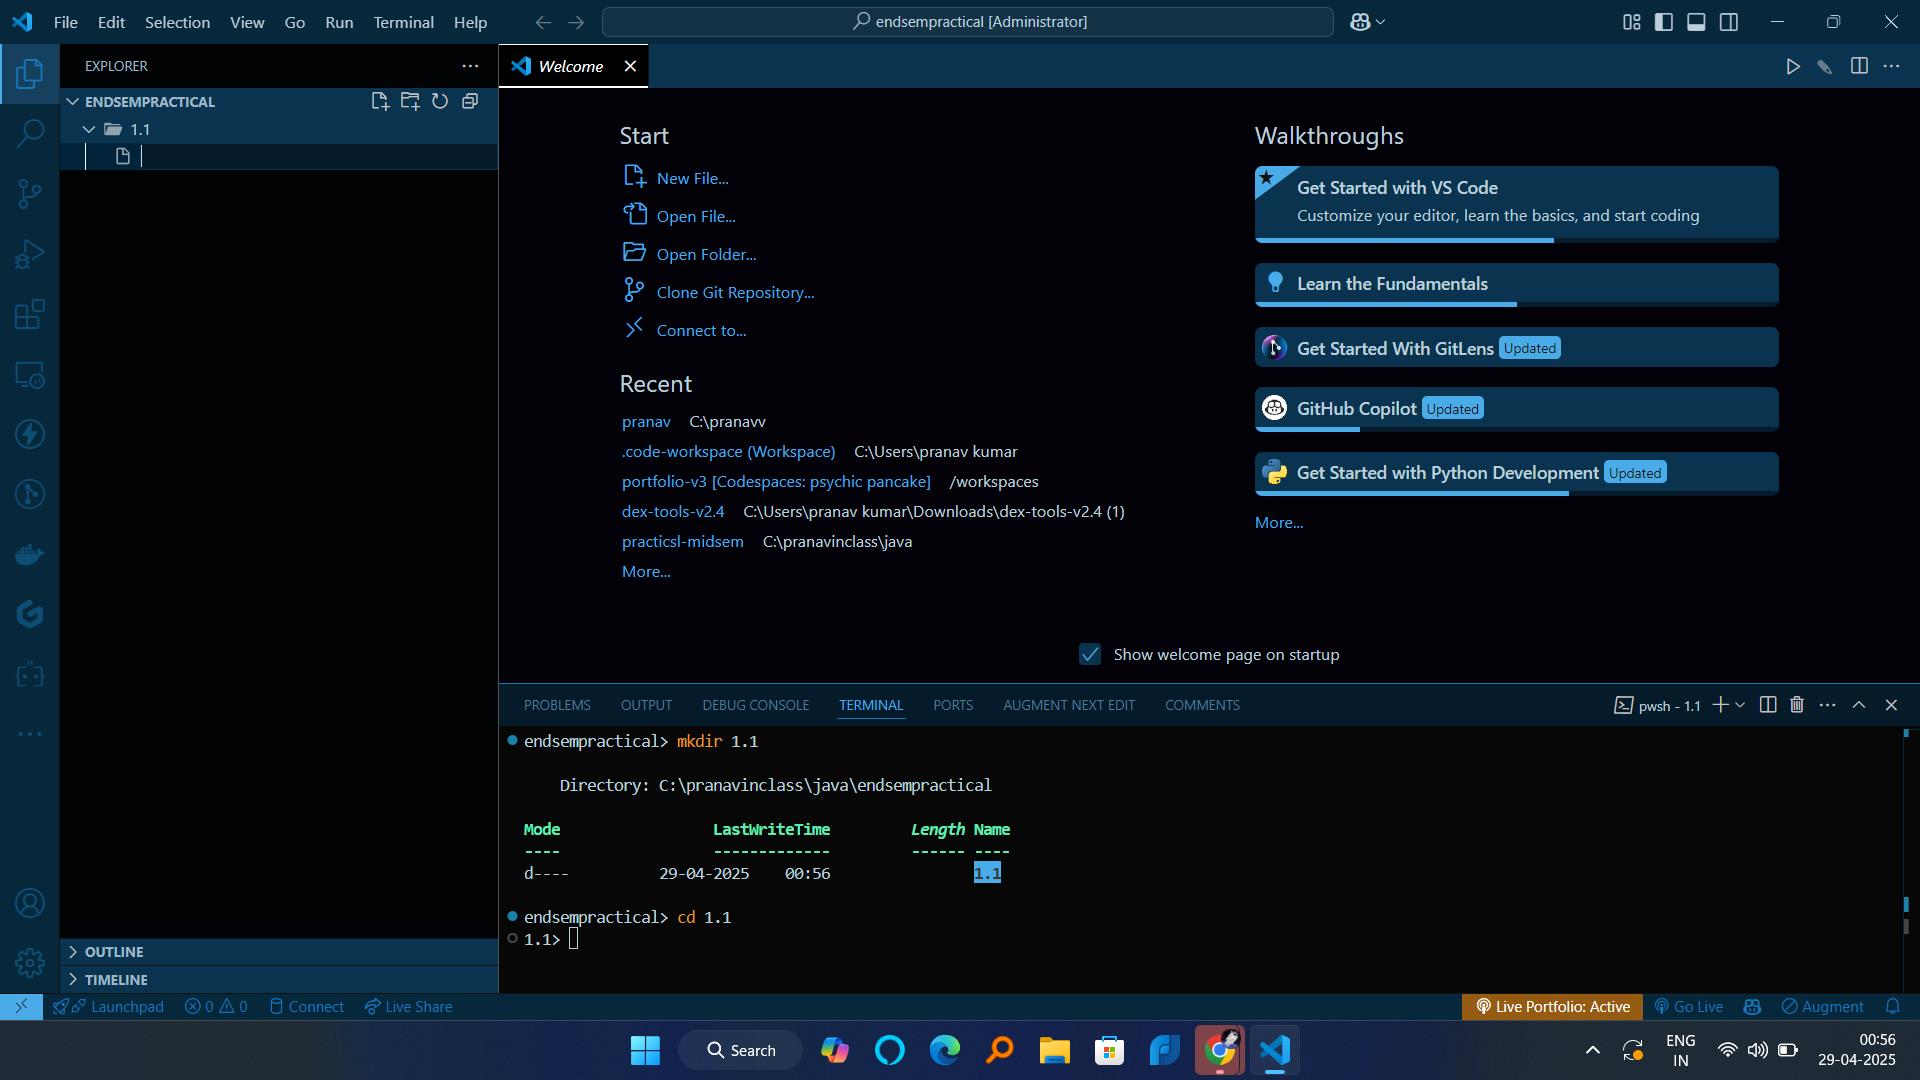 File Edit Selection View Go Run Terminal Help
endsempractical [Administrator]
EXPLORER
Welcome
ENDSEMPRACTICAL
1.1
Start
New File...
Open File...
Open Folder...
Clone Git Repository...
Connect to...
Recent
pranav C:\pranavv
.code-workspace (Workspace) C:\Users\pranav kumar
portfolio-v3 [Codespaces: psychic pancake] /workspaces
dex-tools-v2.4 C:\Users\pranav kumar\Downloads\dex-tools-v2.4 (1)
practicsl-midsem C:\pranavinclass\java
More...
Walkthroughs
Get Started with VS Code
Customize your editor, learn the basics, and start coding
Learn the Fundamentals
Get Started With GitLens Updated
GitHub Copilot Updated
Get Started with Python Development Updated
More...
Show welcome page on startup
PROBLEMS OUTPUT DEBUG CONSOLE TERMINAL PORTS AUGMENT NEXT EDIT COMMENTS
pwsh - 1.1
endsempractical> mkdir 1.1
Directory: C:\pranavinclass\java\endsempractical
Mode LastWriteTime Length Name
---- ------------- ------ ----
d---- 29-04-2025 00:56 1.1
endsempractical> cd 1.1
1.1>
OUTLINE
TIMELINE
Launchpad 0 0 Connect Live Share
Live Portfolio: Active Go Live Augment
Search
ENG
IN
00:56
29-04-2025